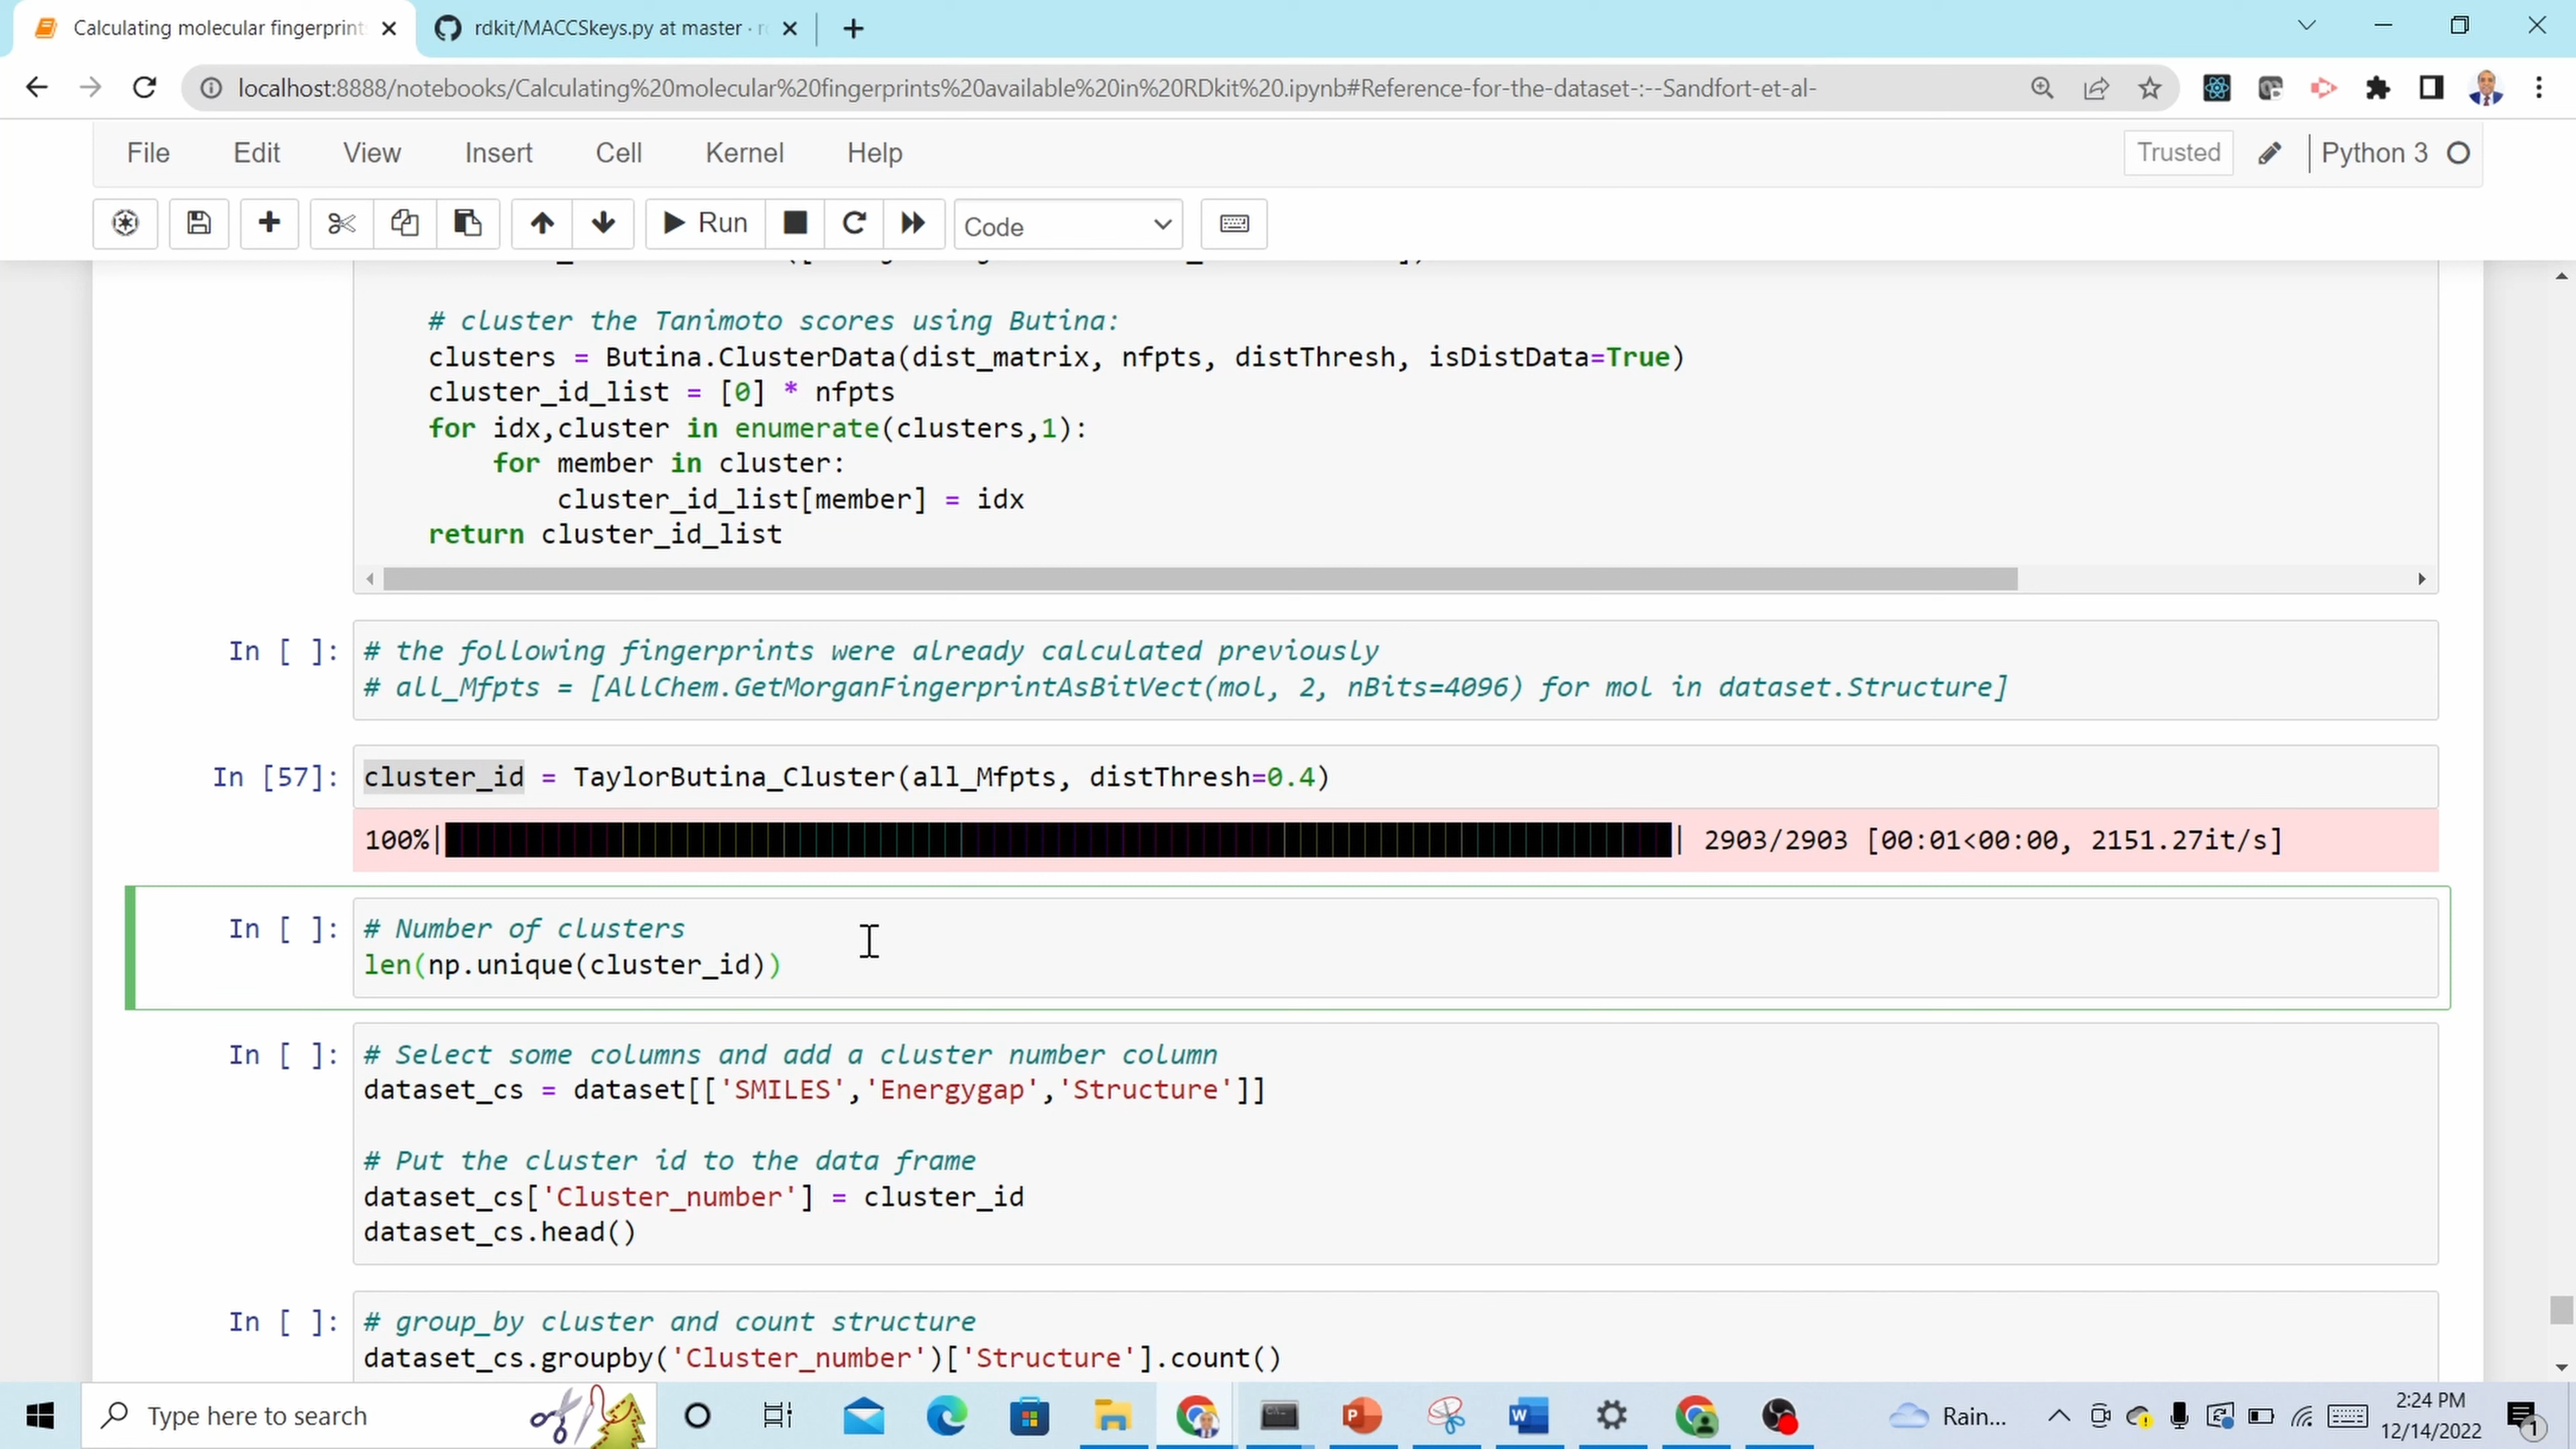 Calculating molecular fingerprint
rdkit/MACCSkeys.py at master ·
localhost:8888/notebooks/Calculating%20molecular%20fingerprints%20available%20in%20RDkit%20.ipynb#Reference-for-the-dataset-:--Sandfort-et-al-
File Edit View Insert Cell Kernel Help
Trusted
Python 3
Run
Code
# cluster the Tanimoto scores using Butina:
clusters = Butina.ClusterData(dist_matrix, nfpts, distThresh, isDistData=True)
cluster_id_list = [0] * nfpts
for idx,cluster in enumerate(clusters,1):
for member in cluster:
cluster_id_list[member] = idx
return cluster_id_list
In [ ]:
# the following fingerprints were already calculated previously
# all_Mfpts = [AllChem.GetMorganFingerprintAsBitVect(mol, 2, nBits=4096) for mol in dataset.Structure]
In [57]:
cluster_id = TaylorButina_Cluster(all_Mfpts, distThresh=0.4)
100%| | 2903/2903 [00:01<00:00, 2151.27it/s]
In [ ]:
# Number of clusters
len(np.unique(cluster_id))
In [ ]:
# Select some columns and add a cluster number column
dataset_cs = dataset[['SMILES','Energygap','Structure']]
# Put the cluster id to the data frame
dataset_cs['Cluster_number'] = cluster_id
dataset_cs.head()
In [ ]:
# group_by cluster and count structure
dataset_cs.groupby('Cluster_number')['Structure'].count()
Type here to search
Rain...
2:24 PM
12/14/2022
1